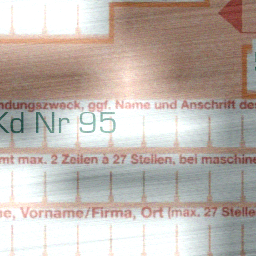 ndungszweck, ggf. Name und Anschrift des
Kd Nr 95
mt max. 2 Zeilen à 27 Stellen, bei maschine
e, Vorname/Firma, Ort (max. 27 Stelle